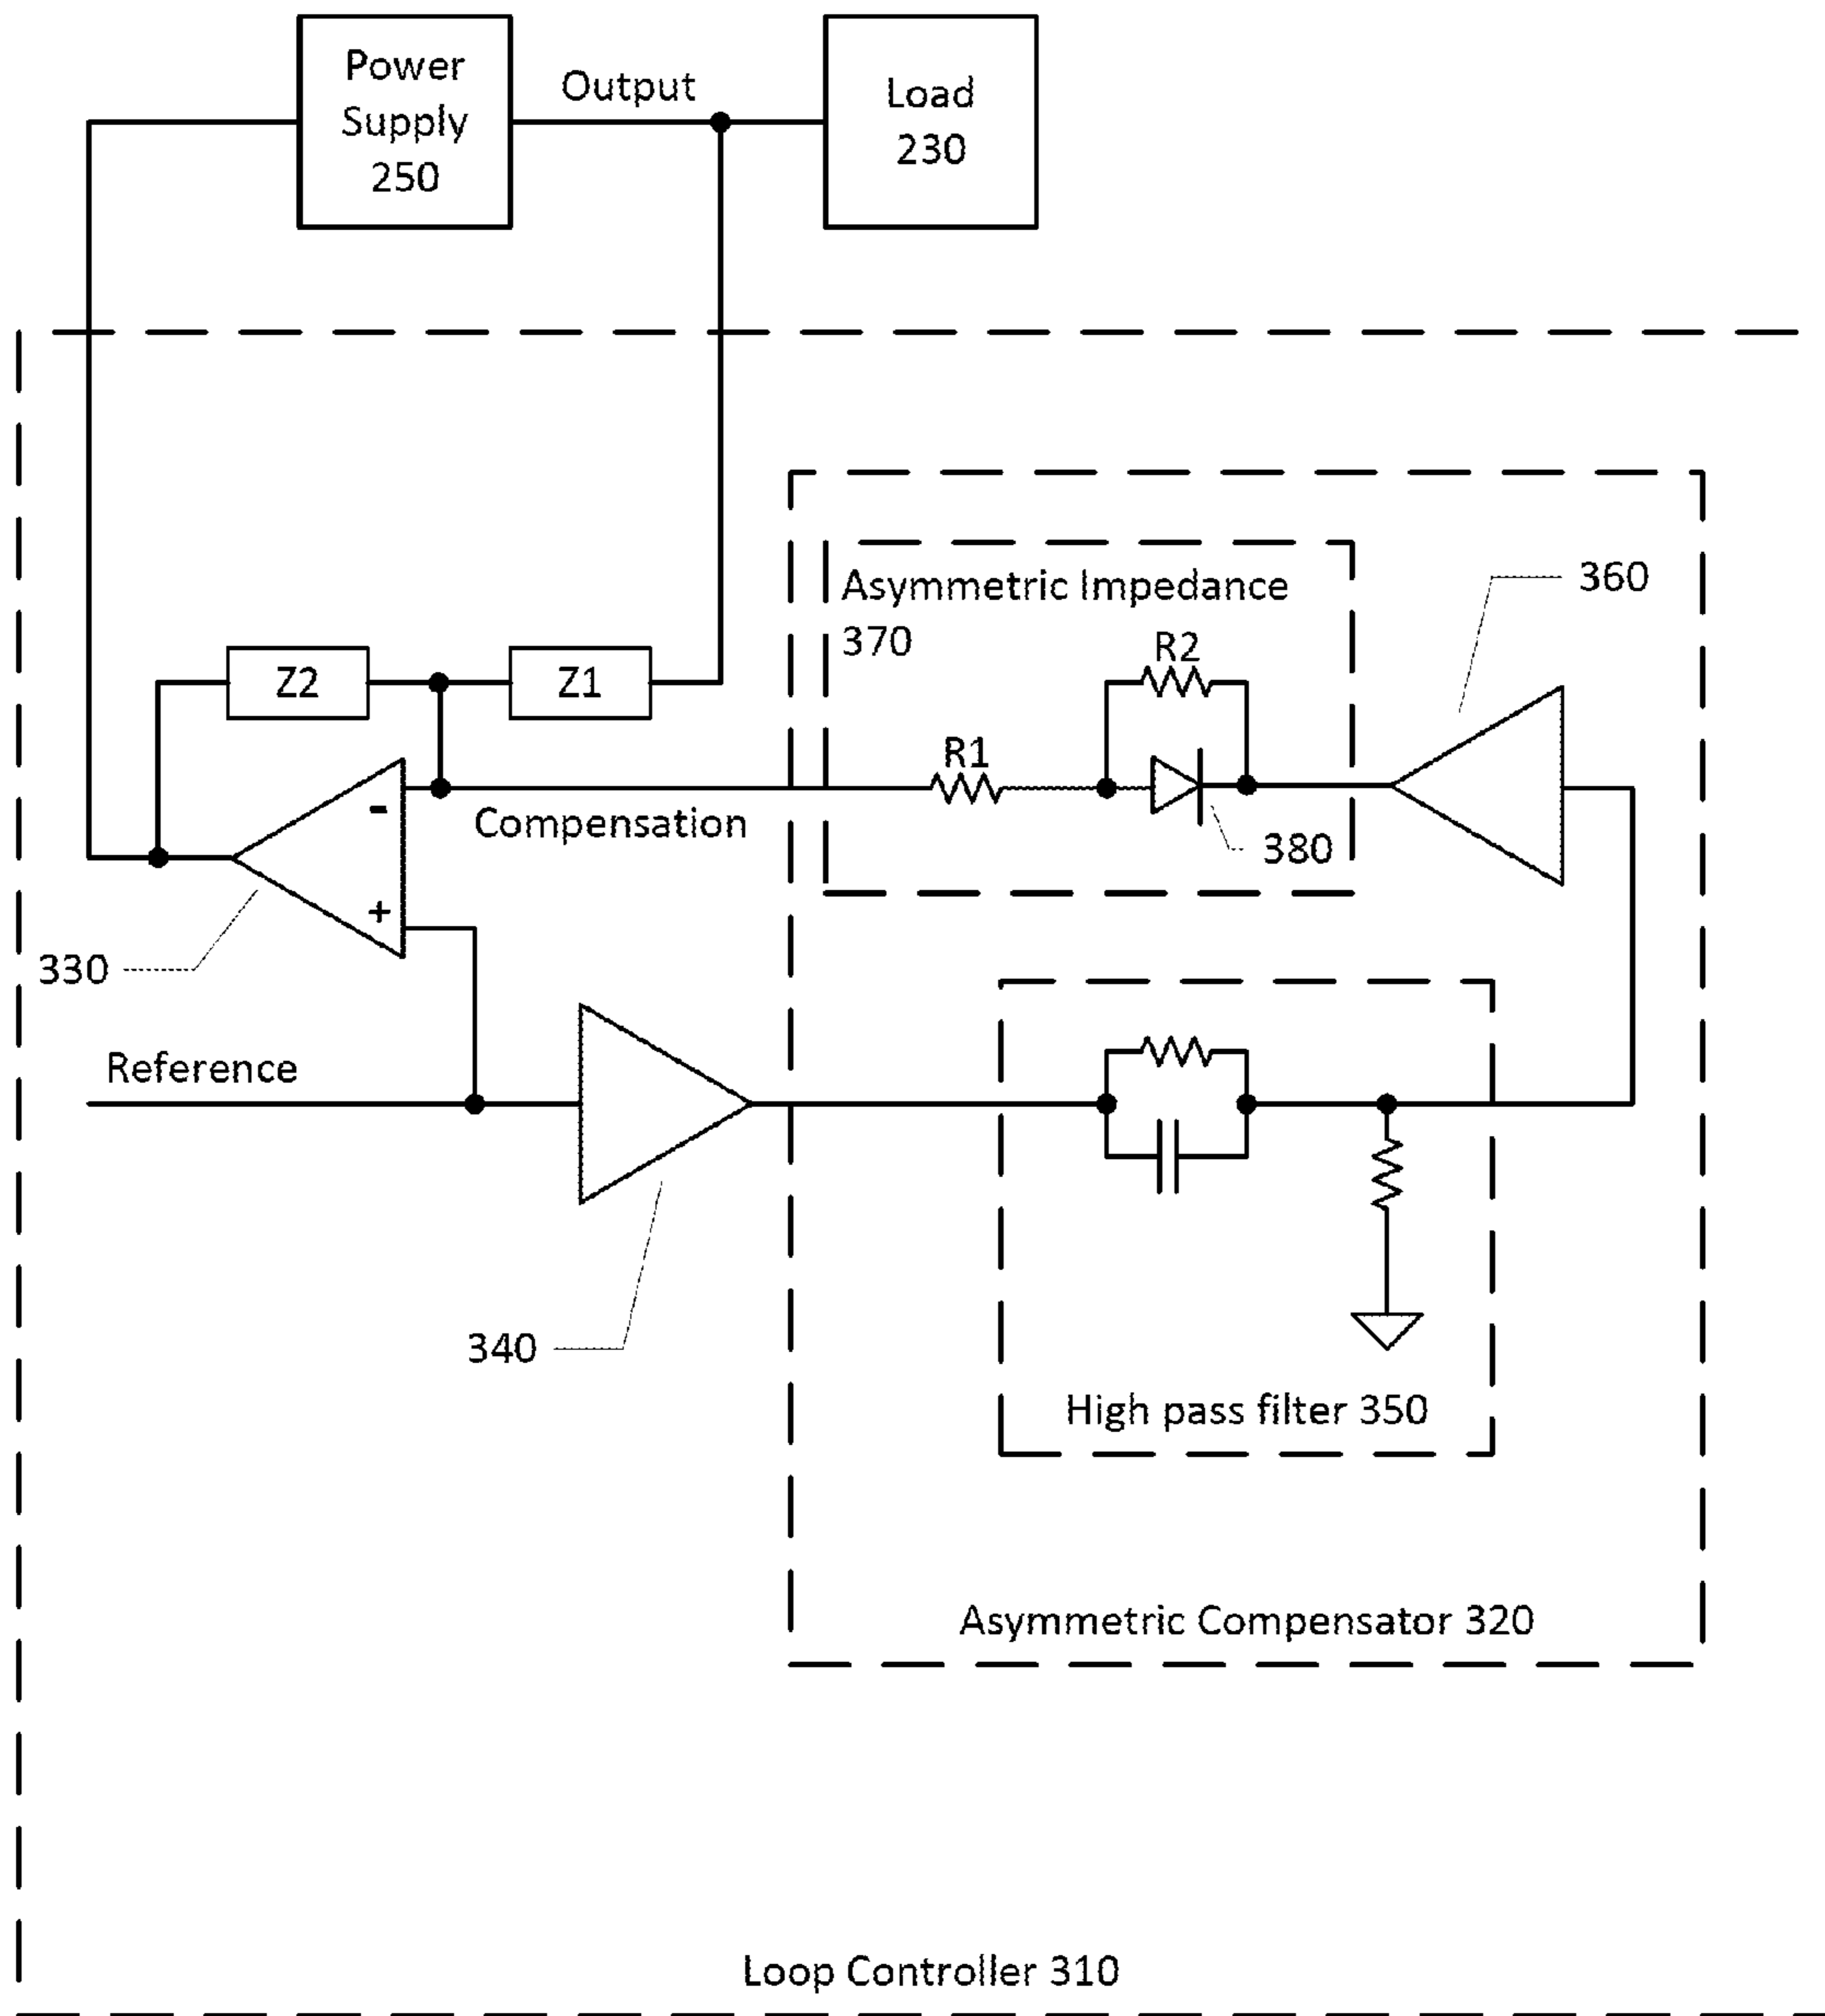 Power
Supply
250
Output
Load
230
Asymmetric Impedance
370
360
R2
Z2
Z1
R1
-
Compensation
380
+
330
Reference
340
High pass filter 350
Asymmetric Compensator 320
Loop Controller 310